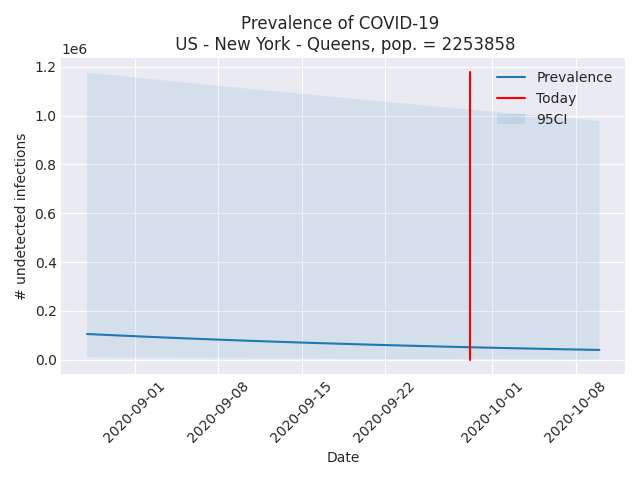 Prevalence of COVID-19
US - New York - Queens, pop. = 2253858
1e6
1.2
1.0
0.8
0.6
0.4
0.2
0.0
# undetected infections
Prevalence
Today
95CI
2020-09-01
2020-09-08
2020-09-15
2020-09-22
2020-10-01
2020-10-08
Date